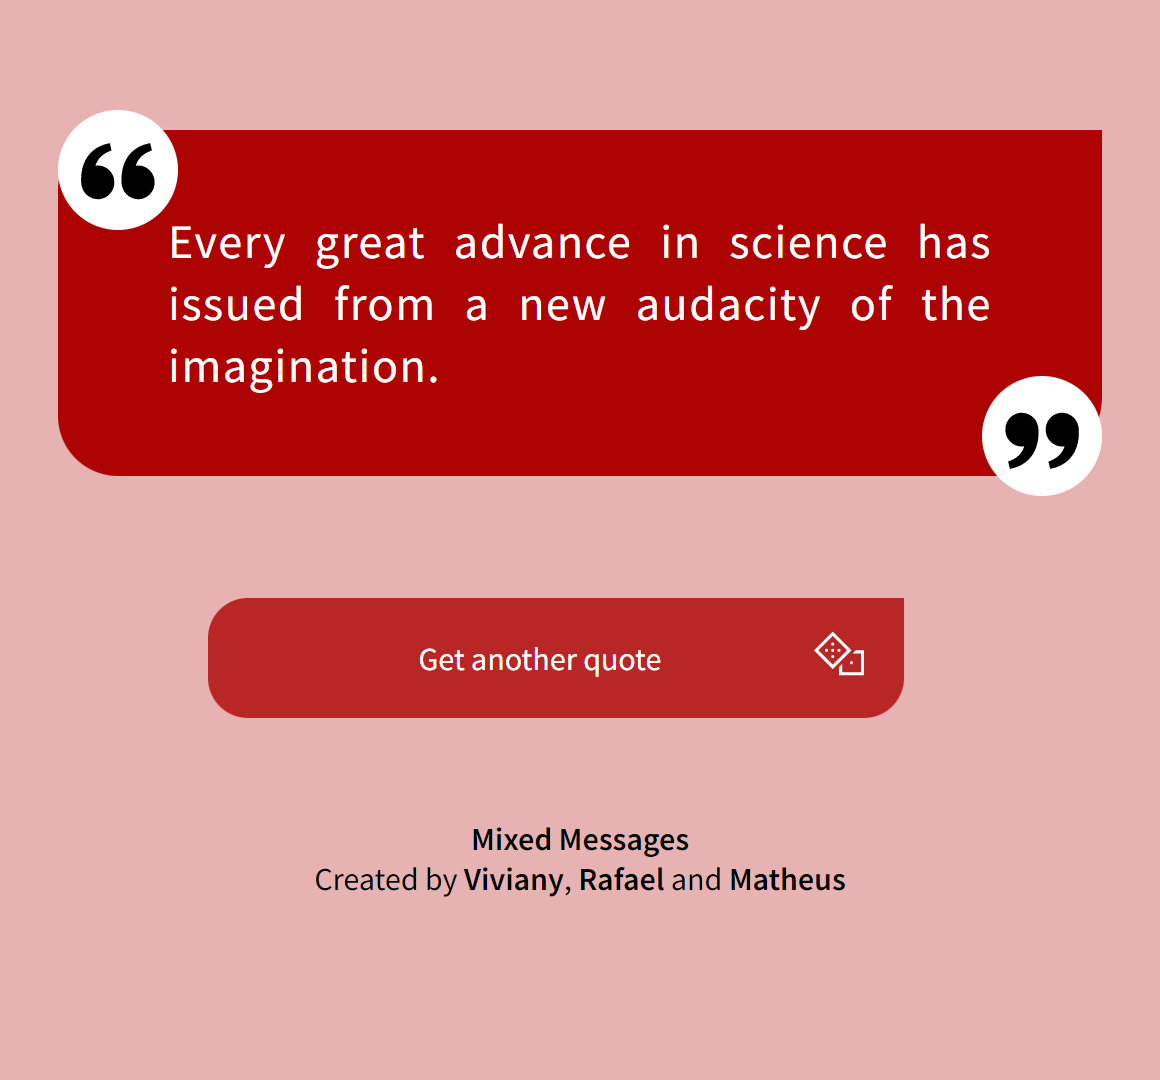 “
Every great advance in science has
issued from a new audacity of the
imagination.
”
Get another quote
Mixed Messages
Created by Viviany, Rafael and Matheus